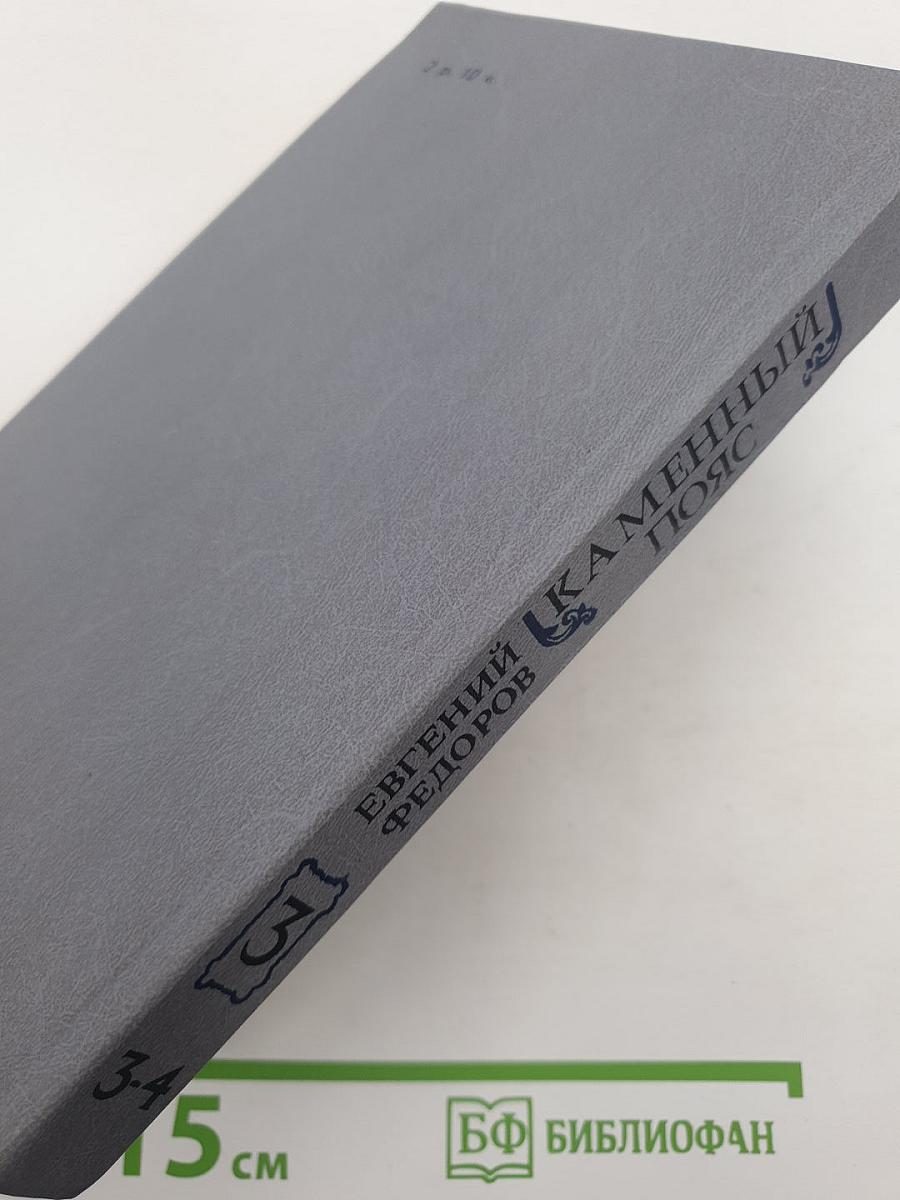 2 р. 10 к.
КАМЕННЫЙ
ПОЯС
ЕВГЕНИЙ
ФЕДОРОВ
3
3-4
15 см
БФ БИБЛИОФАН